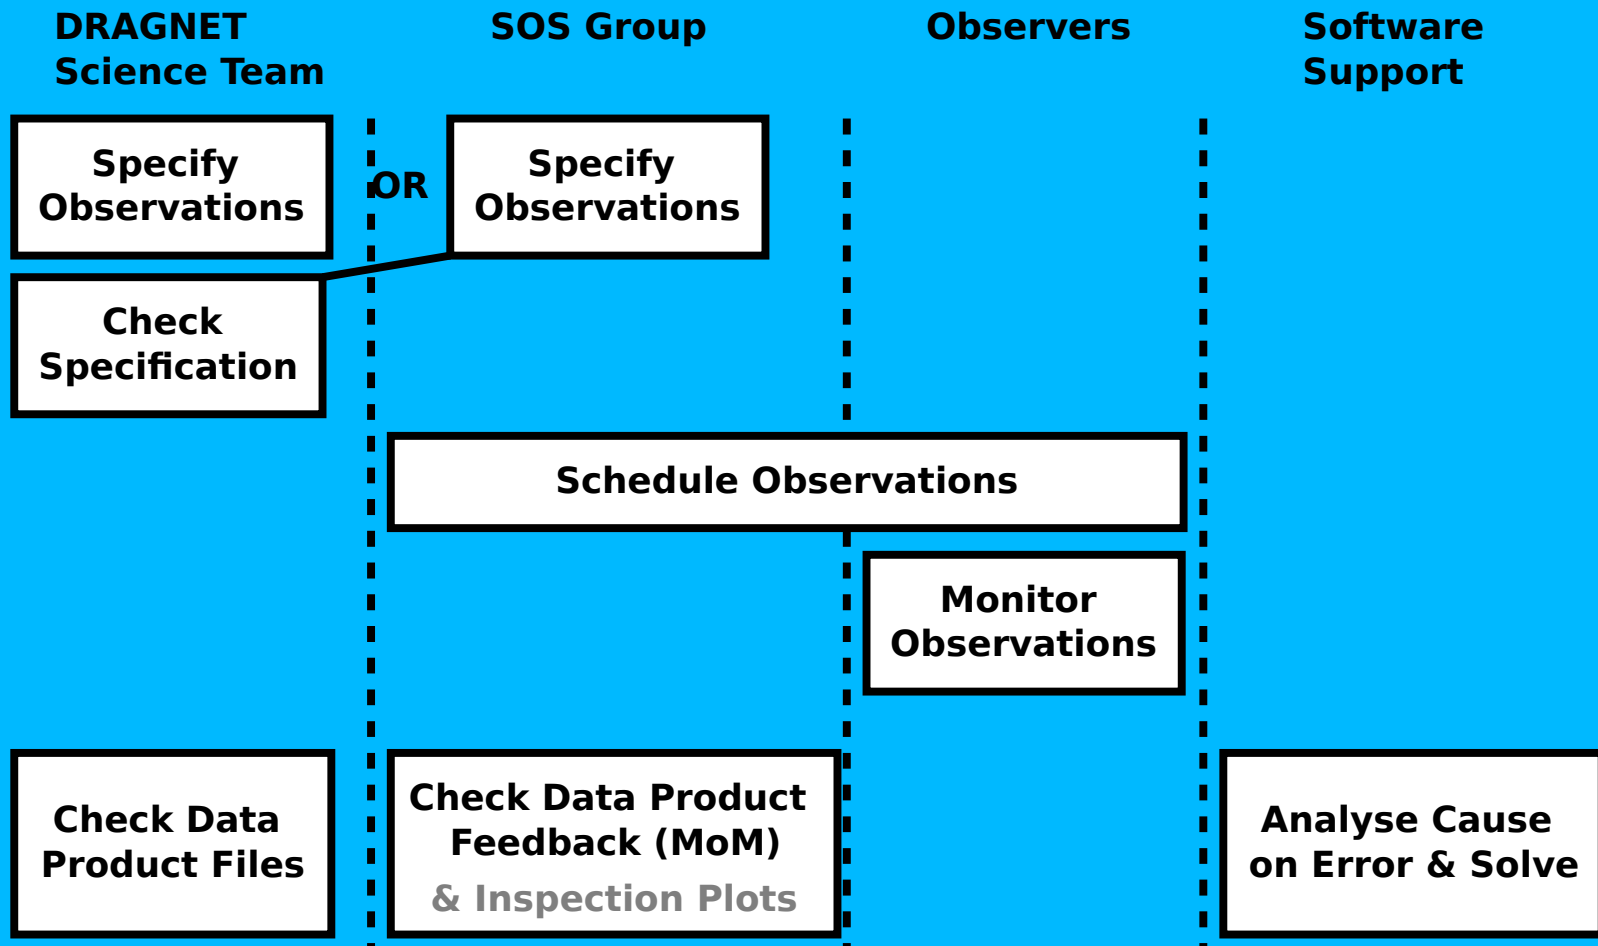 DRAGNET
Science Team
SOS Group
Observers
Software
Support
Specify
Observations
OR
Specify
Observations
Check
Specification
Schedule Observations
Monitor
Observations
Check Data
Product Files
Check Data Product
Feedback (MoM)
& Inspection Plots
Analyse Cause
on Error & Solve